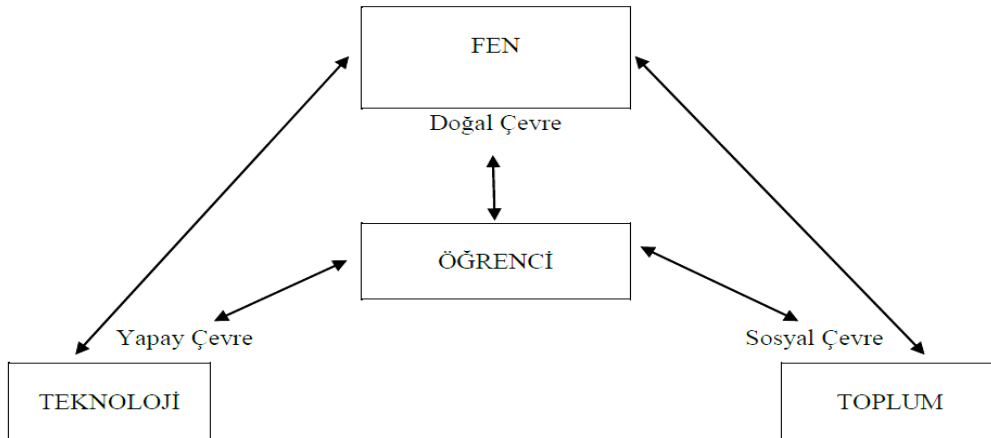 FEN
Doğal Çevre
ÖĞRENCİ
Yapay Çevre
Sosyal Çevre
TEKNOLOJİ
TOPLUM